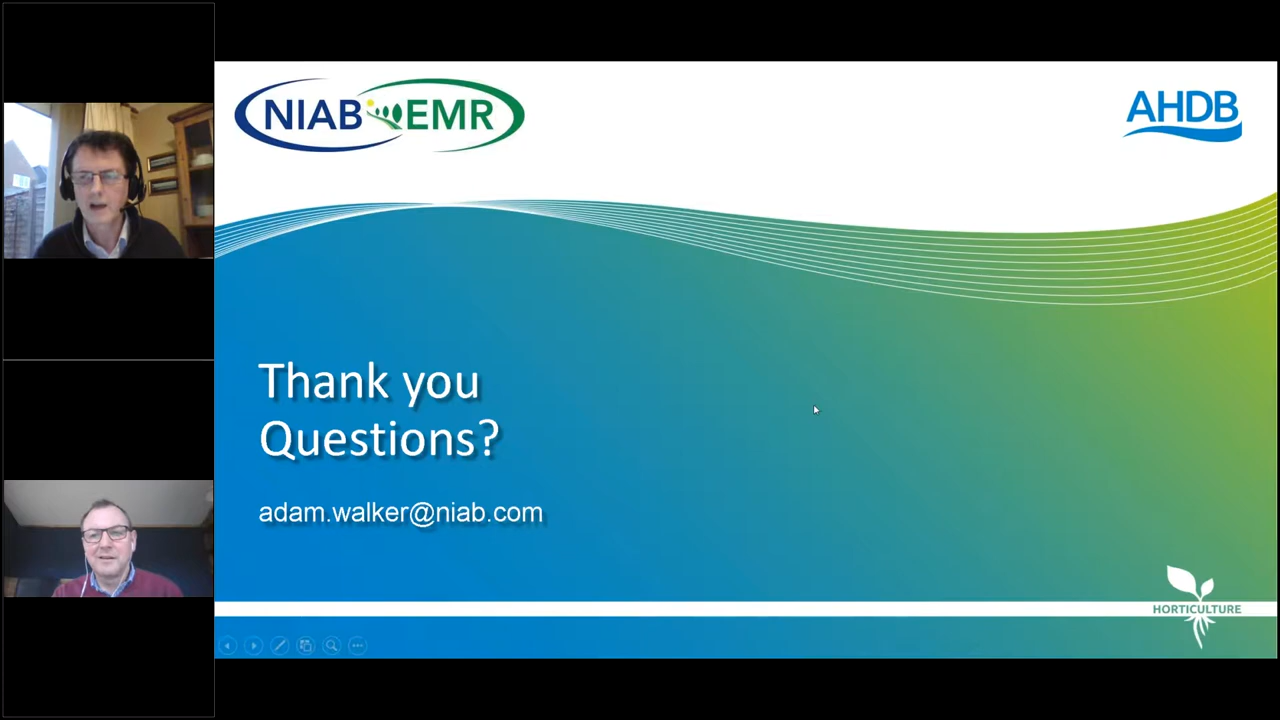 NIAB EMR
AHDB
Thank you
Questions?
adam.walker@niab.com
HORTICULTURE